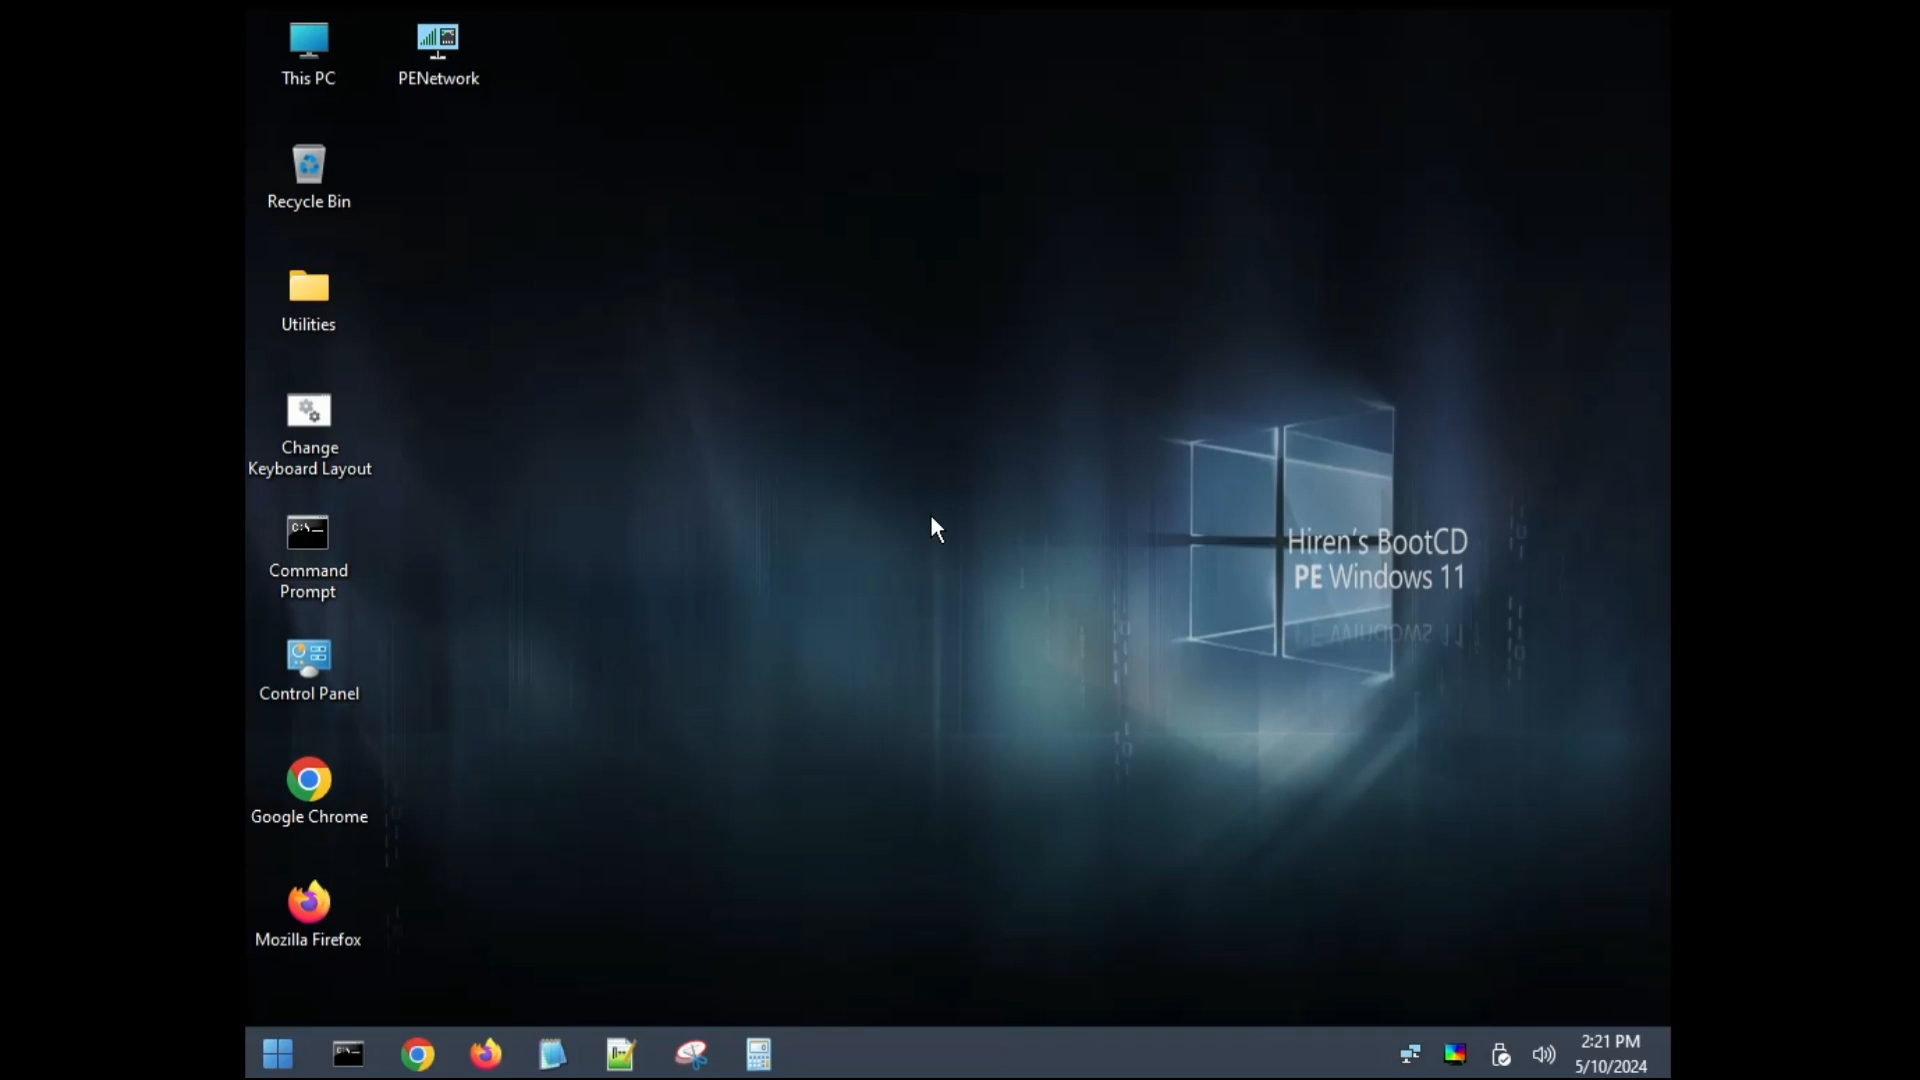 This PC
PENetwork
Recycle Bin
Utilities
Change
Keyboard Layout
Command
Prompt
Control Panel
Google Chrome
Mozilla Firefox
Hiren's BootCD
PE Windows 11
2:21 PM
5/10/2024